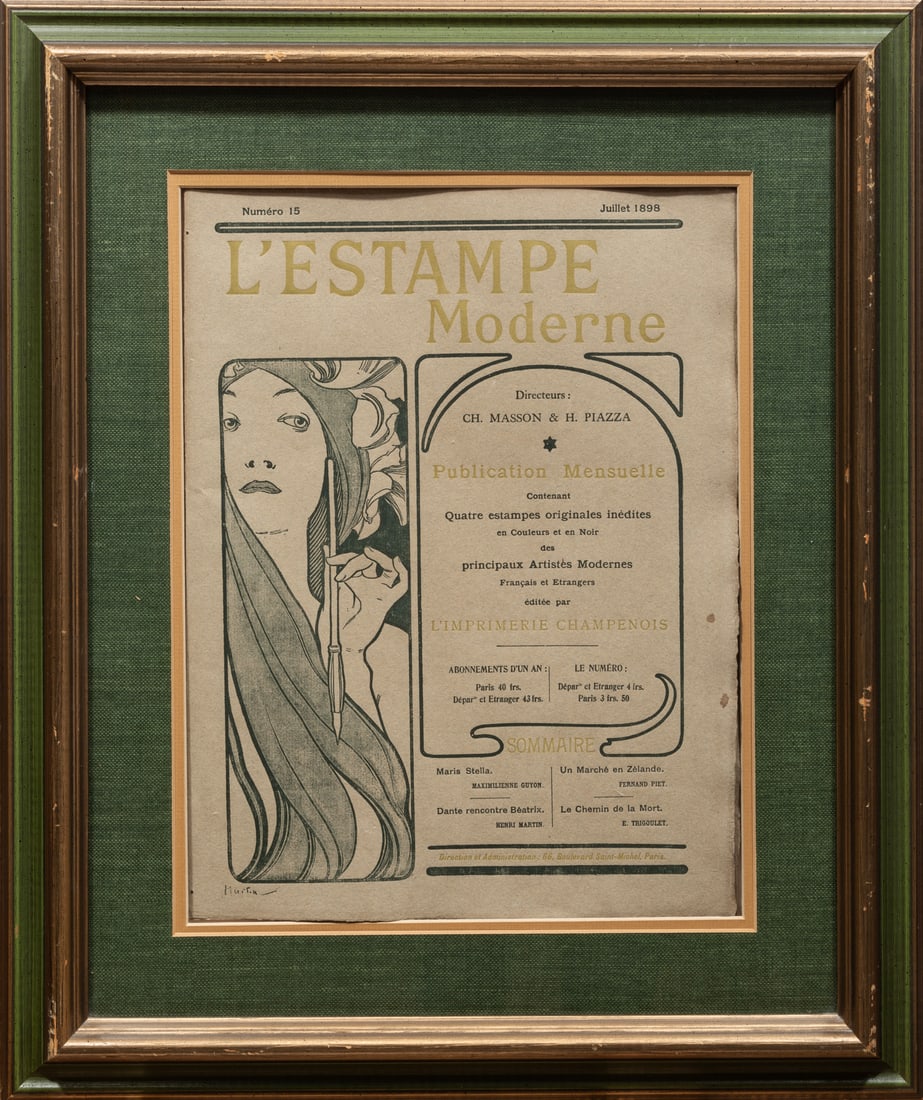 Numéro 15
Juillet 1898
L'ESTAMPE
Moderne
Directeurs :
CH. MASSON & H. PIAZZA
Publication Mensuelle
Contenant
Quatre estampes originales inédites
en Couleurs et en Noir
des
principaux Artistès Modernes
Français et Etrangers
éditée par
L'IMPRIMERIE CHAMPENOIS
ABONNEMENTS D'UN AN :
Paris 40 frs.
Dépar^ts et Etranger 43 frs.
LE NUMÉRO :
Dépar^ts et Etranger 4 frs.
Paris 3 frs. 50
SOMMAIRE
Maris Stella.
MAXIMILIENNE GUYON.
Dante rencontre Béatrix.
HENRI MARTIN.
Un Marché en Zélande.
FERNAND PIET.
Le Chemin de la Mort.
E. TRIGOULET.
Direction et Administration : 66, Boulevard Saint-Michel, Paris.